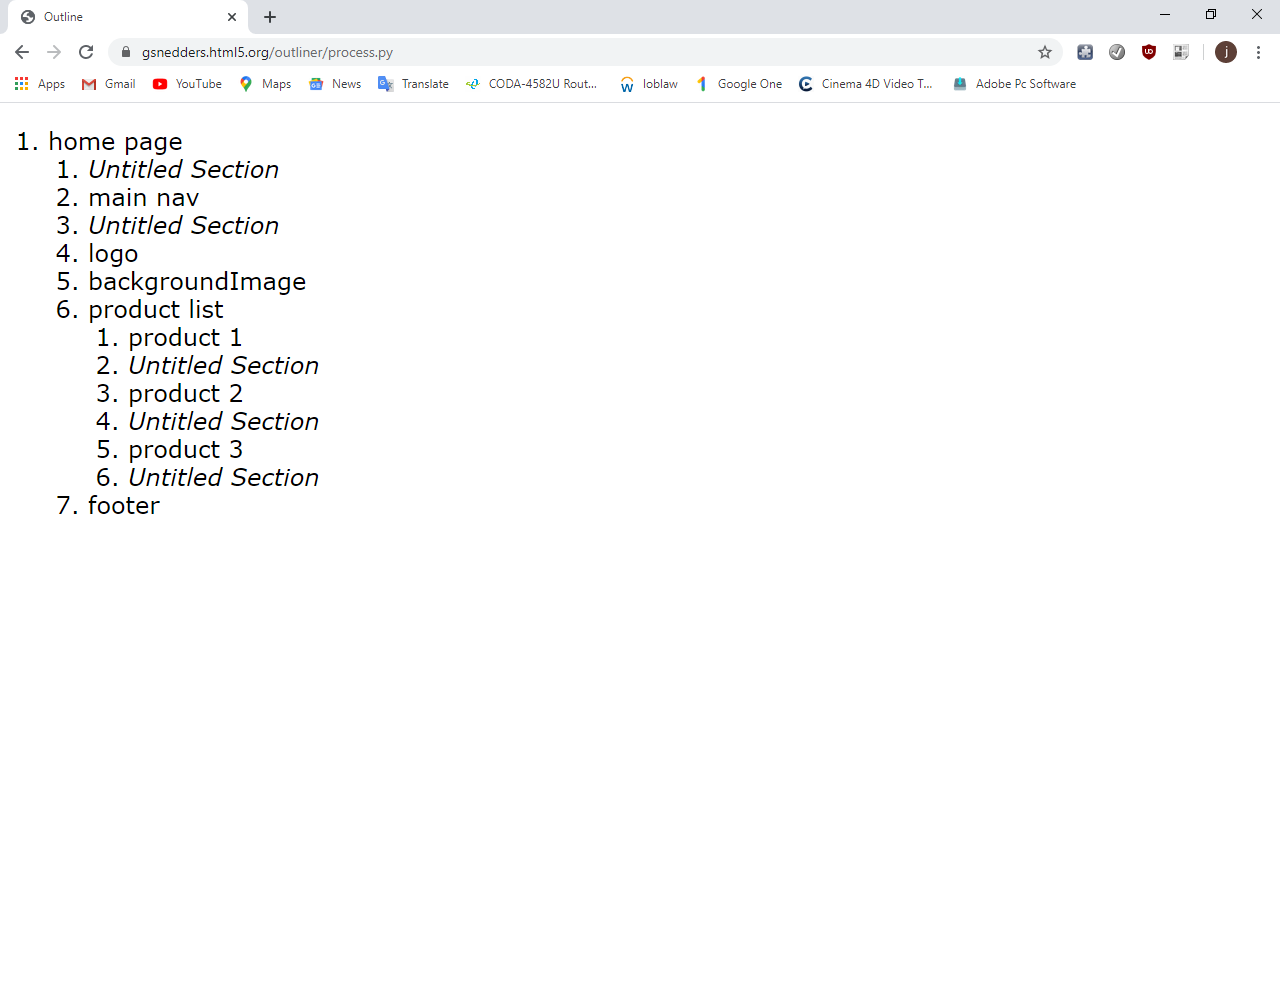 Outline
gsnedders.html5.org/outliner/process.py
j
Apps Gmail YouTube Maps News Translate CODA-4582U Rout... loblaw Google One Cinema 4D Video T... Adobe Pc Software
1. home page
1. Untitled Section
2. main nav
3. Untitled Section
4. logo
5. backgroundImage
6. product list
1. product 1
2. Untitled Section
3. product 2
4. Untitled Section
5. product 3
6. Untitled Section
7. footer